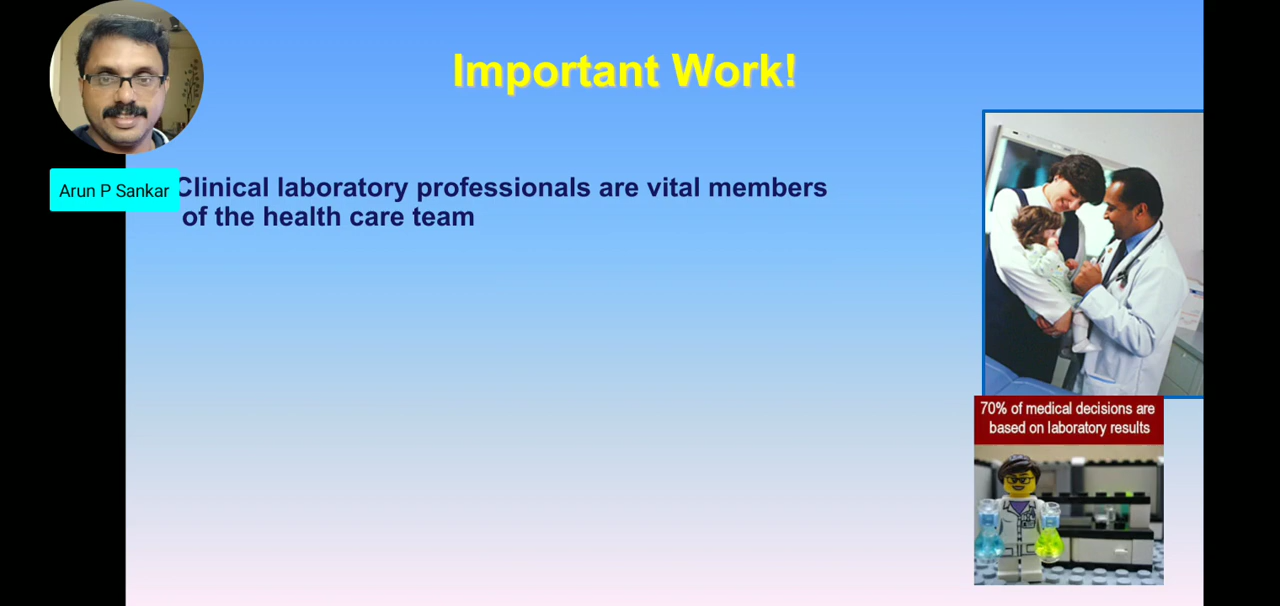 Important Work!
Arun P Sankar
Clinical laboratory professionals are vital members
of the health care team
70% of medical decisions are
based on laboratory results